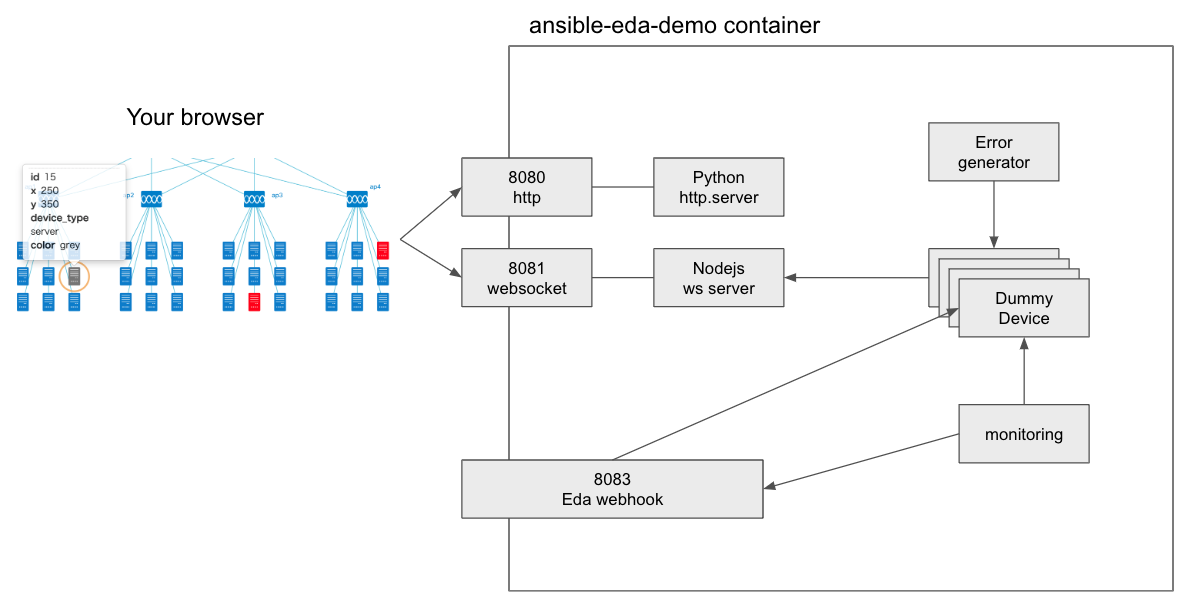 ansible-eda-demo container
Your browser
id 15
x 250
y 350
device_type
server
color grey
p2
ap3
ap4
8080
http
Python
http.server
Error
generator
8081
websocket
Nodejs
ws server
Dummy
Device
monitoring
8083
Eda webhook